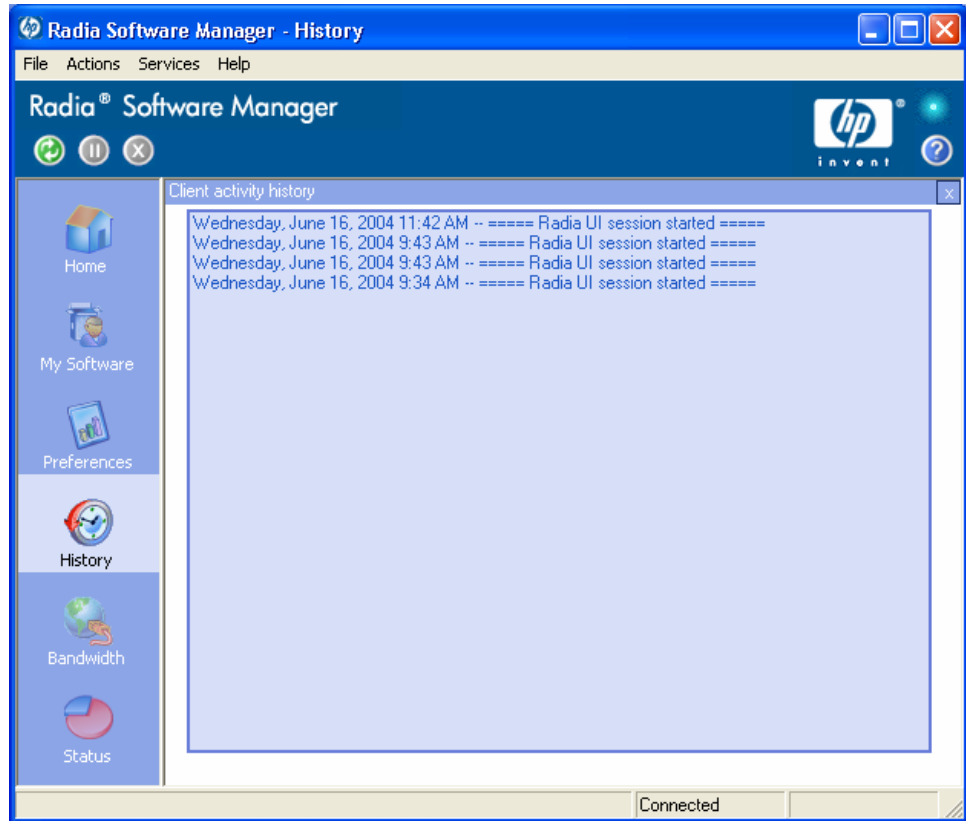 Radia Software Manager - History
File Actions Services Help
Radia® Software Manager
hp ®
invent
?
Client activity history
x
Wednesday, June 16, 2004 11:42 AM -- ===== Radia UI session started =====
Wednesday, June 16, 2004 9:43 AM -- ===== Radia UI session started =====
Wednesday, June 16, 2004 9:43 AM -- ===== Radia UI session started =====
Wednesday, June 16, 2004 9:34 AM -- ===== Radia UI session started =====
Home
My Software
Preferences
History
Bandwidth
Status
Connected